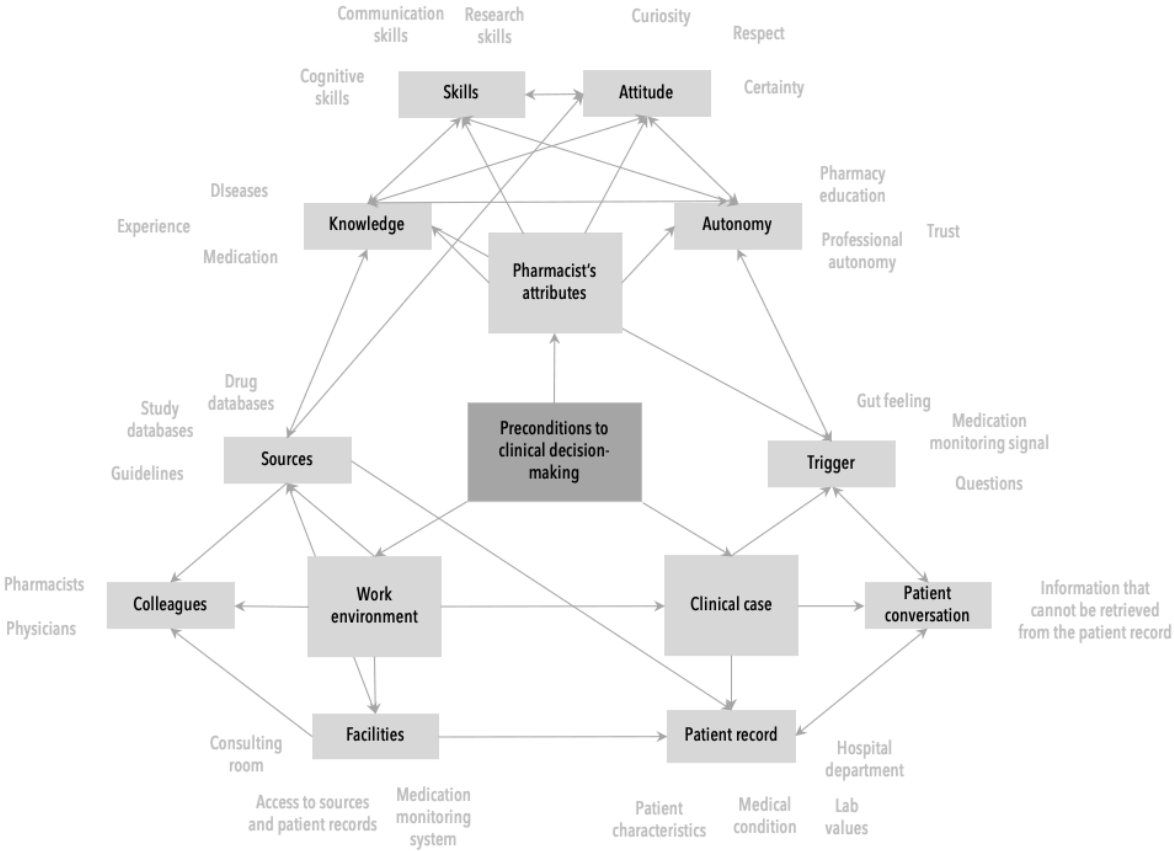 Communication
skills
Research
skills
Curiosity
Respect
Cognitive
skills
Skills
Attitude
Certainty
DIseases
Experience
Medication
Knowledge
Pharmacist's
attributes
Autonomy
Pharmacy
education
Professional
autonomy
Trust
Drug
databases
Study
databases
Guidelines
Sources
Preconditions to
clinical decision-
making
Gut feeling
Medication
monitoring signal
Trigger
Questions
Pharmacists
Physicians
Colleagues
Work
environment
Clinical case
Patient
conversation
Information that
cannot be retrieved
from the patient record
Facilities
Patient record
Consulting
room
Access to sources
and patient records
Medication
monitoring
system
Hospital
department
Patient
characteristics
Medical
condition
Lab
values